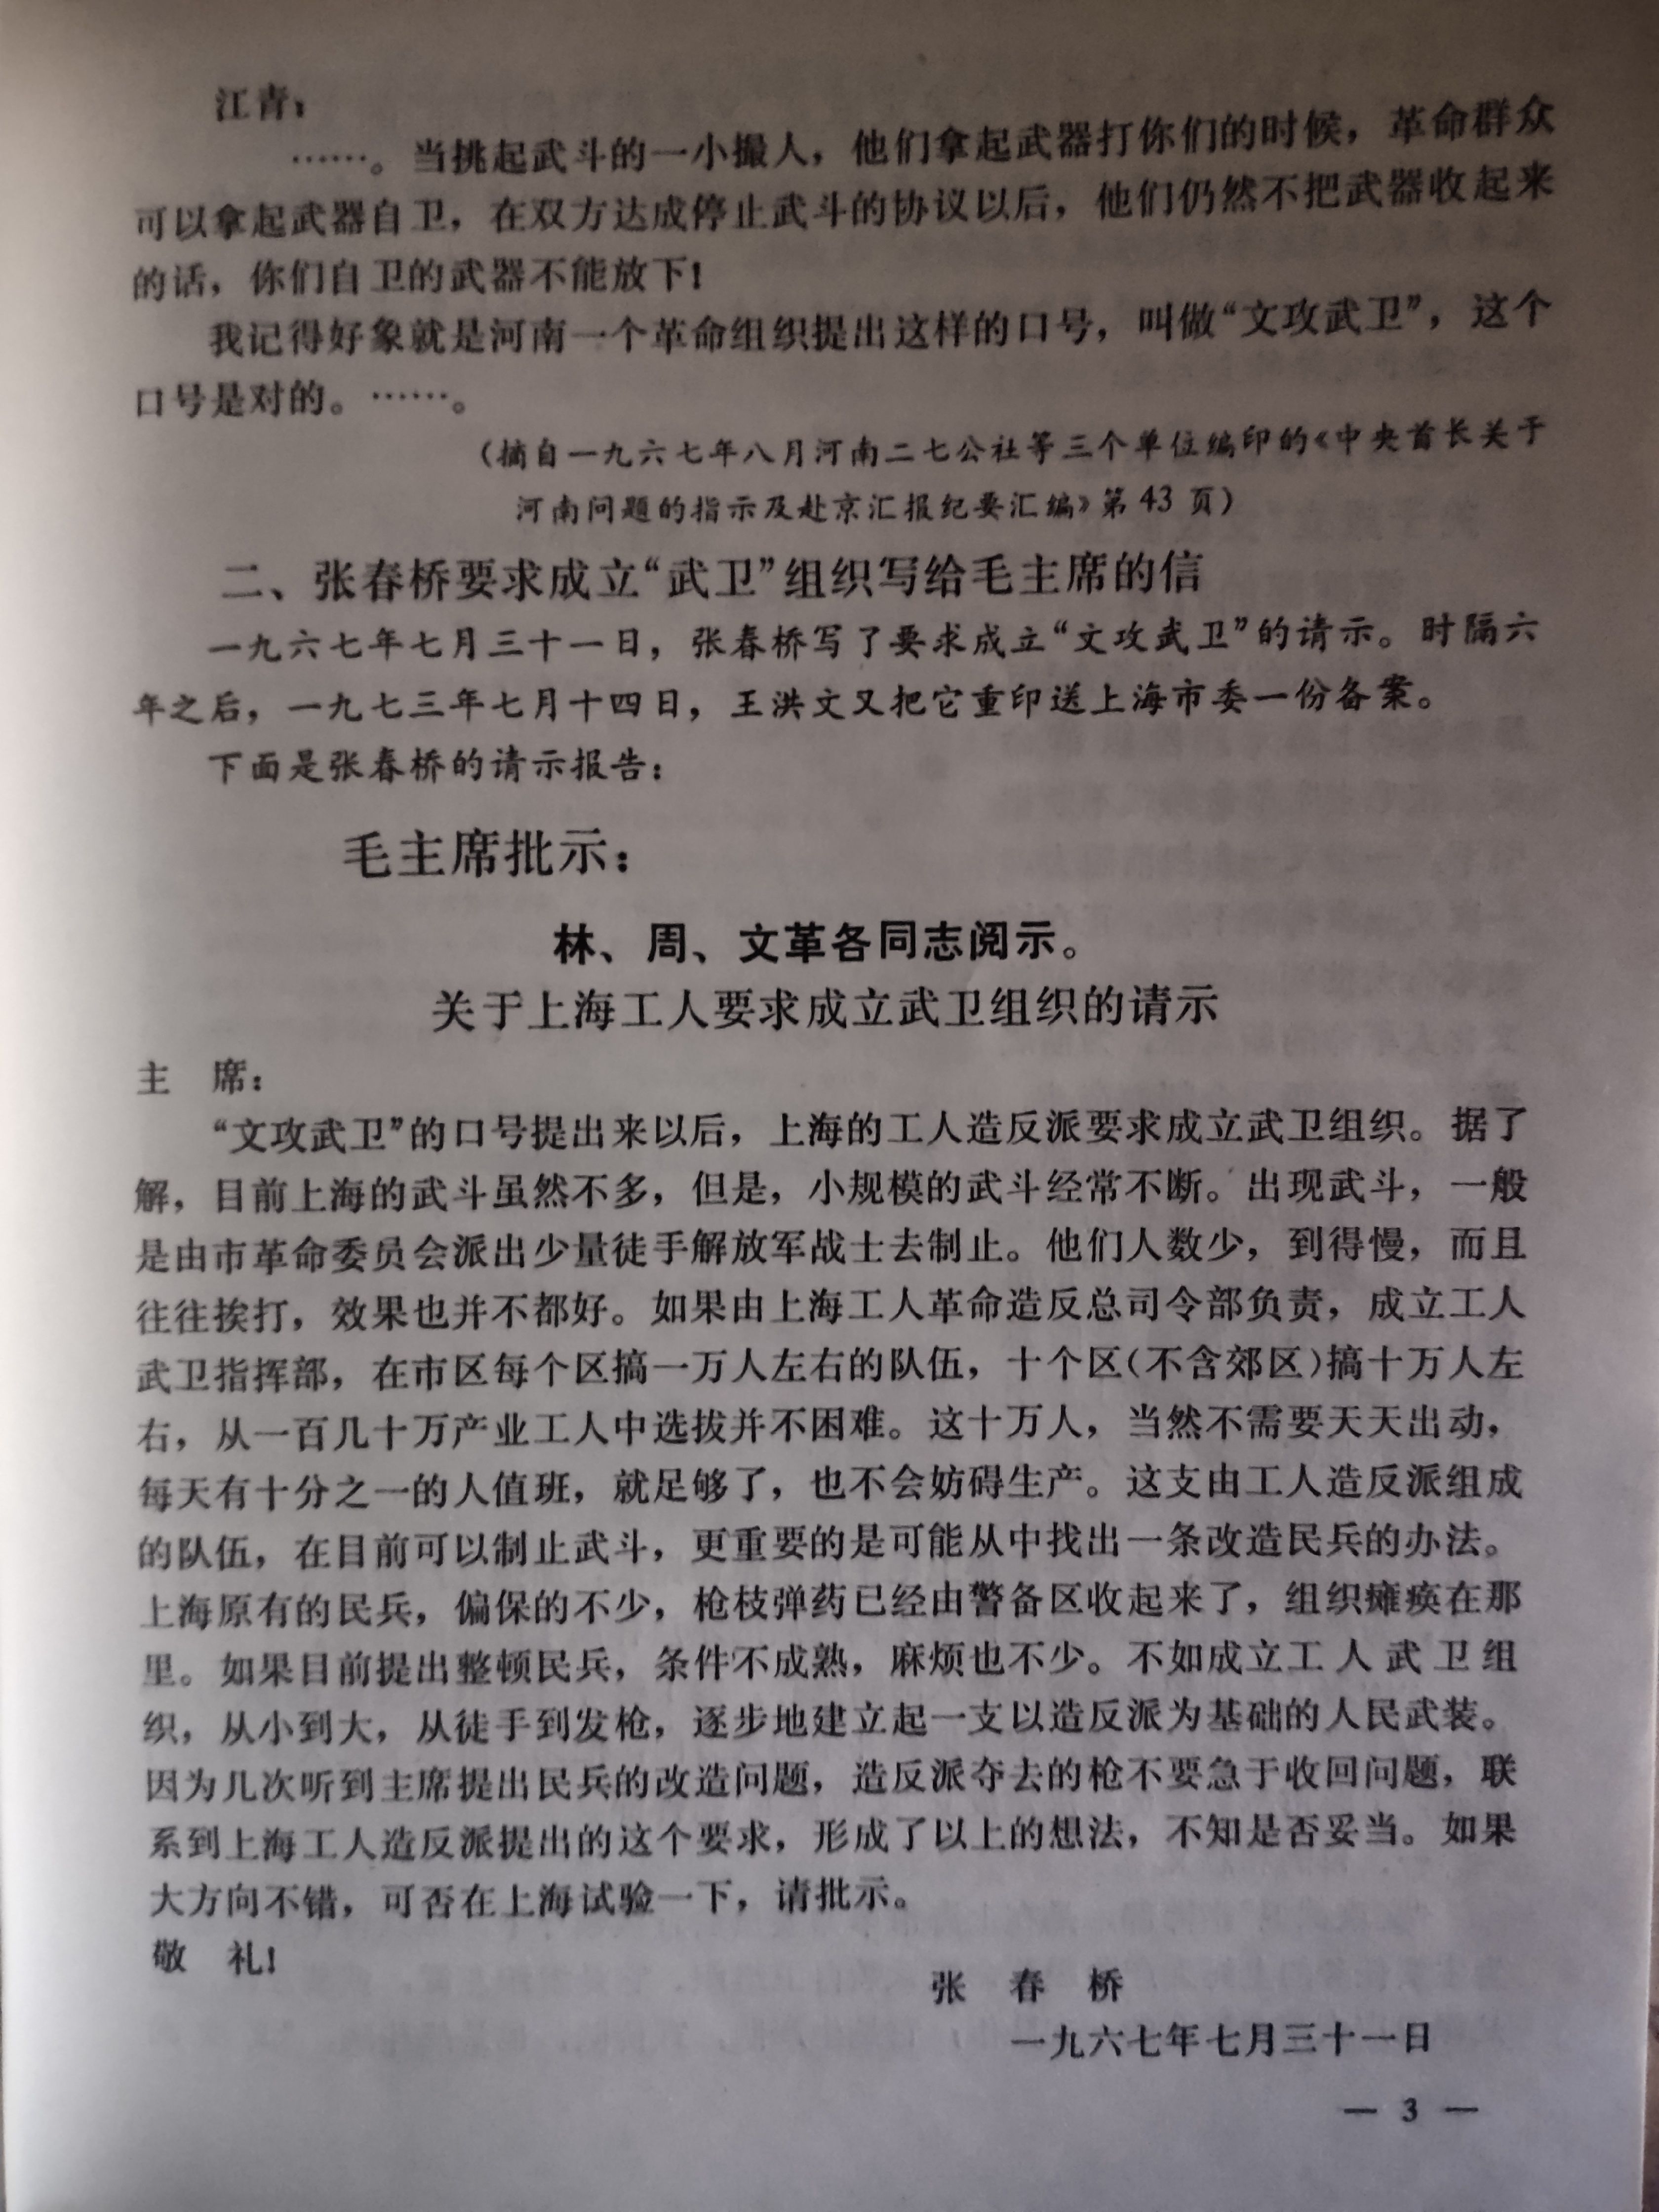 江青：
……。当挑起武斗的一小撮人，他们拿起武器打你们的时候，革命群众
可以拿起武器自卫，在双方达成停止武斗的协议以后，他们仍然不把武器收起来
的话，你们自卫的武器不能放下！
我记得好象就是河南一个革命组织提出这样的口号，叫做“文攻武卫”，这个
口号是对的。……。
（摘自一九六七年八月河南二七公社等三个单位编印的《中央首长关于
河南问题的指示及赴京汇报纪要汇编》第 43 页）
二、张春桥要求成立“武卫”组织写给毛主席的信
一九六七年七月三十一日，张春桥写了要求成立“文攻武卫”的请示。时隔六
年之后，一九七三年七月十四日，王洪文又把它重印送上海市委一份备案。
下面是张春桥的请示报告：
毛主席批示：
林、周、文革各同志阅示。
关于上海工人要求成立武卫组织的请示
主　席：
“文攻武卫”的口号提出来以后，上海的工人造反派要求成立武卫组织。据了
解，目前上海的武斗虽然不多，但是，小规模的武斗经常不断。出现武斗，一般
是由市革命委员会派出少量徒手解放军战士去制止。他们人数少，到得慢，而且
往往挨打，效果也并不都好。如果由上海工人革命造反总司令部负责，成立工人
武卫指挥部，在市区每个区搞一万人左右的队伍，十个区（不含郊区）搞十万人左
右，从一百几十万产业工人中选拔并不困难。这十万人，当然不需要天天出动，
每天有十分之一的人值班，就足够了，也不会妨碍生产。这支由工人造反派组成
的队伍，在目前可以制止武斗，更重要的是可能从中找出一条改造民兵的办法。
上海原有的民兵，偏保的不少，枪枝弹药已经由警备区收起来了，组织瘫痪在那
里。如果目前提出整顿民兵，条件不成熟，麻烦也不少。不如成立工人武卫组
织，从小到大，从徒手到发枪，逐步地建立起一支以造反派为基础的人民武装。
因为几次听到主席提出民兵的改造问题，造反派夺去的枪不要急于收回问题，联
系到上海工人造反派提出的这个要求，形成了以上的想法，不知是否妥当。如果
大方向不错，可否在上海试验一下，请批示。
敬　礼！
张　春　桥
一九六七年七月三十一日
— 3 —